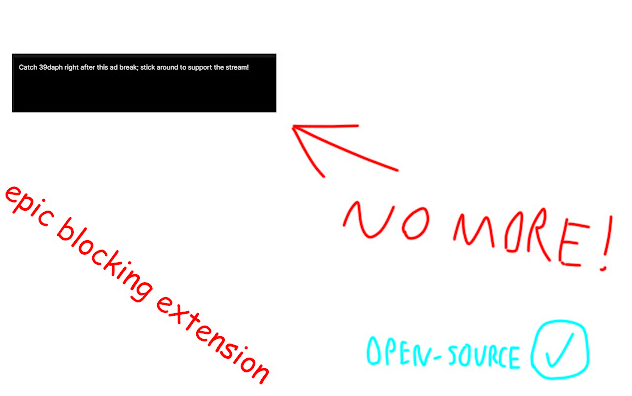 Catch 39daph right after this ad break; stick around to support the stream!
NO MORE!
epic blocking extension
OPEN-SOURCE